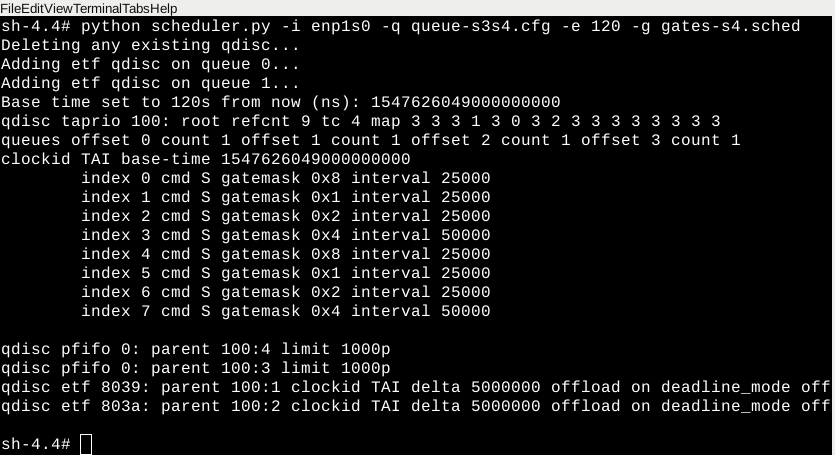 FileEditViewTerminalTabsHelp
sh-4.4# python scheduler.py -i enp1s0 -q queue-s3s4.cfg -e 120 -g gates-s4.sched
Deleting any existing qdisc...
Adding etf qdisc on queue 0...
Adding etf qdisc on queue 1...
Base time set to 120s from now (ns): 1547626049000000000
qdisc taprio 100: root refcnt 9 tc 4 map 3 3 3 1 3 0 3 2 3 3 3 3 3 3 3 3
queues offset 0 count 1 offset 1 count 1 offset 2 count 1 offset 3 count 1
clockid TAI base-time 1547626049000000000
        index 0 cmd S gatemask 0x8 interval 25000
        index 1 cmd S gatemask 0x1 interval 25000
        index 2 cmd S gatemask 0x2 interval 25000
        index 3 cmd S gatemask 0x4 interval 50000
        index 4 cmd S gatemask 0x8 interval 25000
        index 5 cmd S gatemask 0x1 interval 25000
        index 6 cmd S gatemask 0x2 interval 25000
        index 7 cmd S gatemask 0x4 interval 50000
qdisc pfifo 0: parent 100:4 limit 1000p
qdisc pfifo 0: parent 100:3 limit 1000p
qdisc etf 8039: parent 100:1 clockid TAI delta 5000000 offload on deadline_mode off
qdisc etf 803a: parent 100:2 clockid TAI delta 5000000 offload on deadline_mode off
sh-4.4#